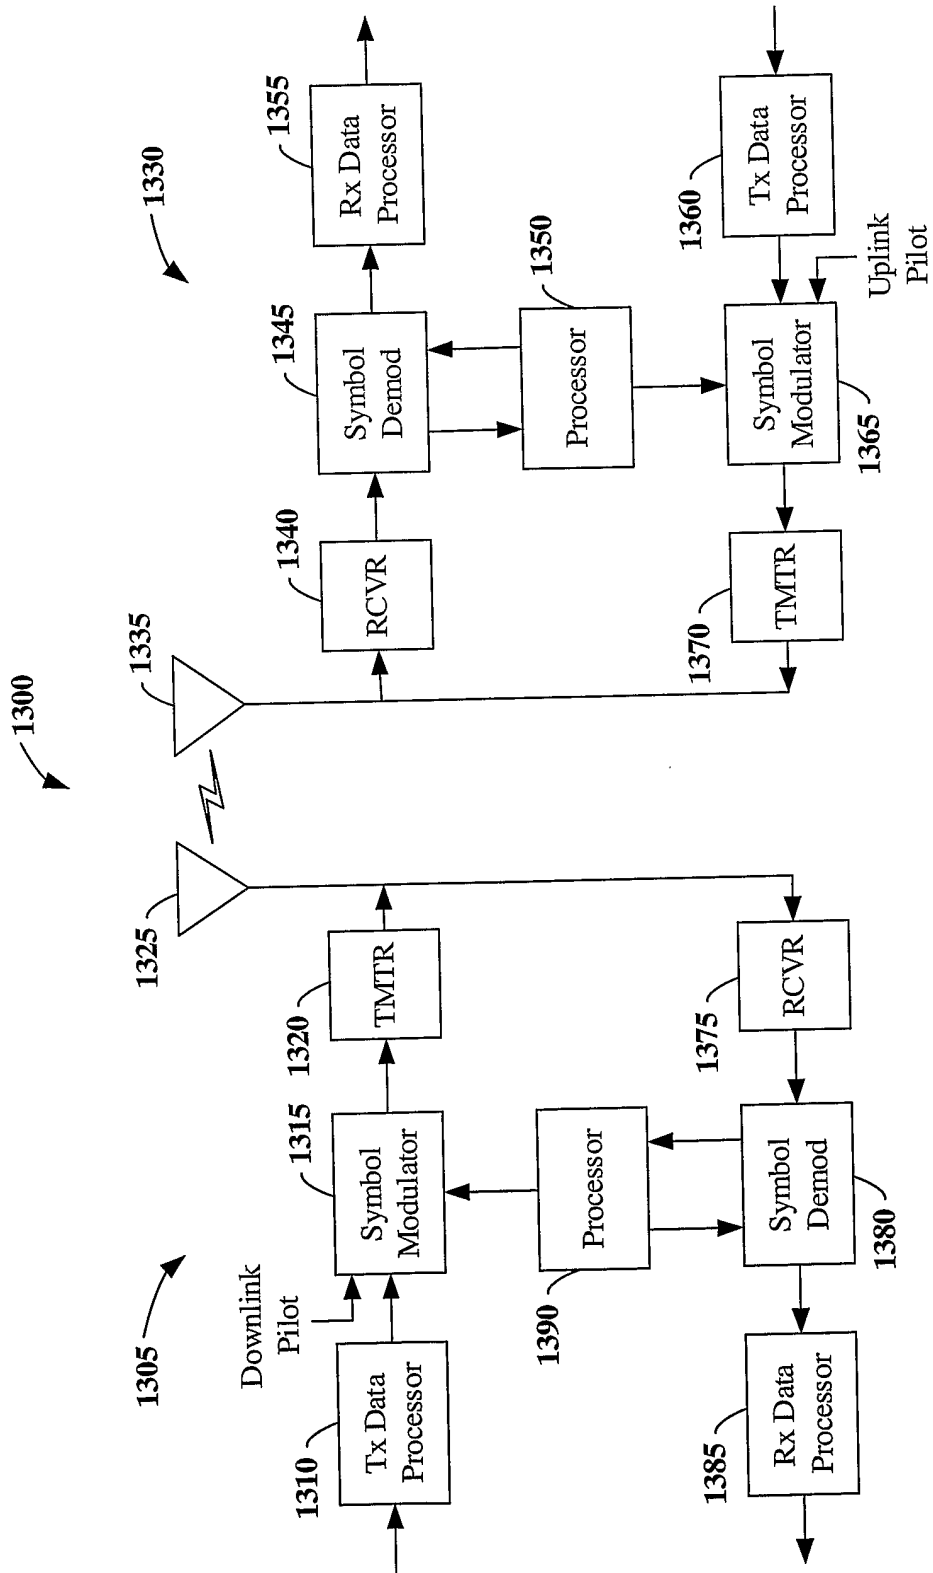 1300
1305
1330
1310
Tx Data
Processor
Downlink
Pilot
1315
Symbol
Modulator
1320
TMTR
1325
1335
1340
RCVR
1345
Symbol
Demod
1355
Rx Data
Processor
1390
Processor
1350
Processor
1385
Rx Data
Processor
1380
Symbol
Demod
1375
RCVR
1370
TMTR
1365
Symbol
Modulator
1360
Tx Data
Processor
Uplink
Pilot